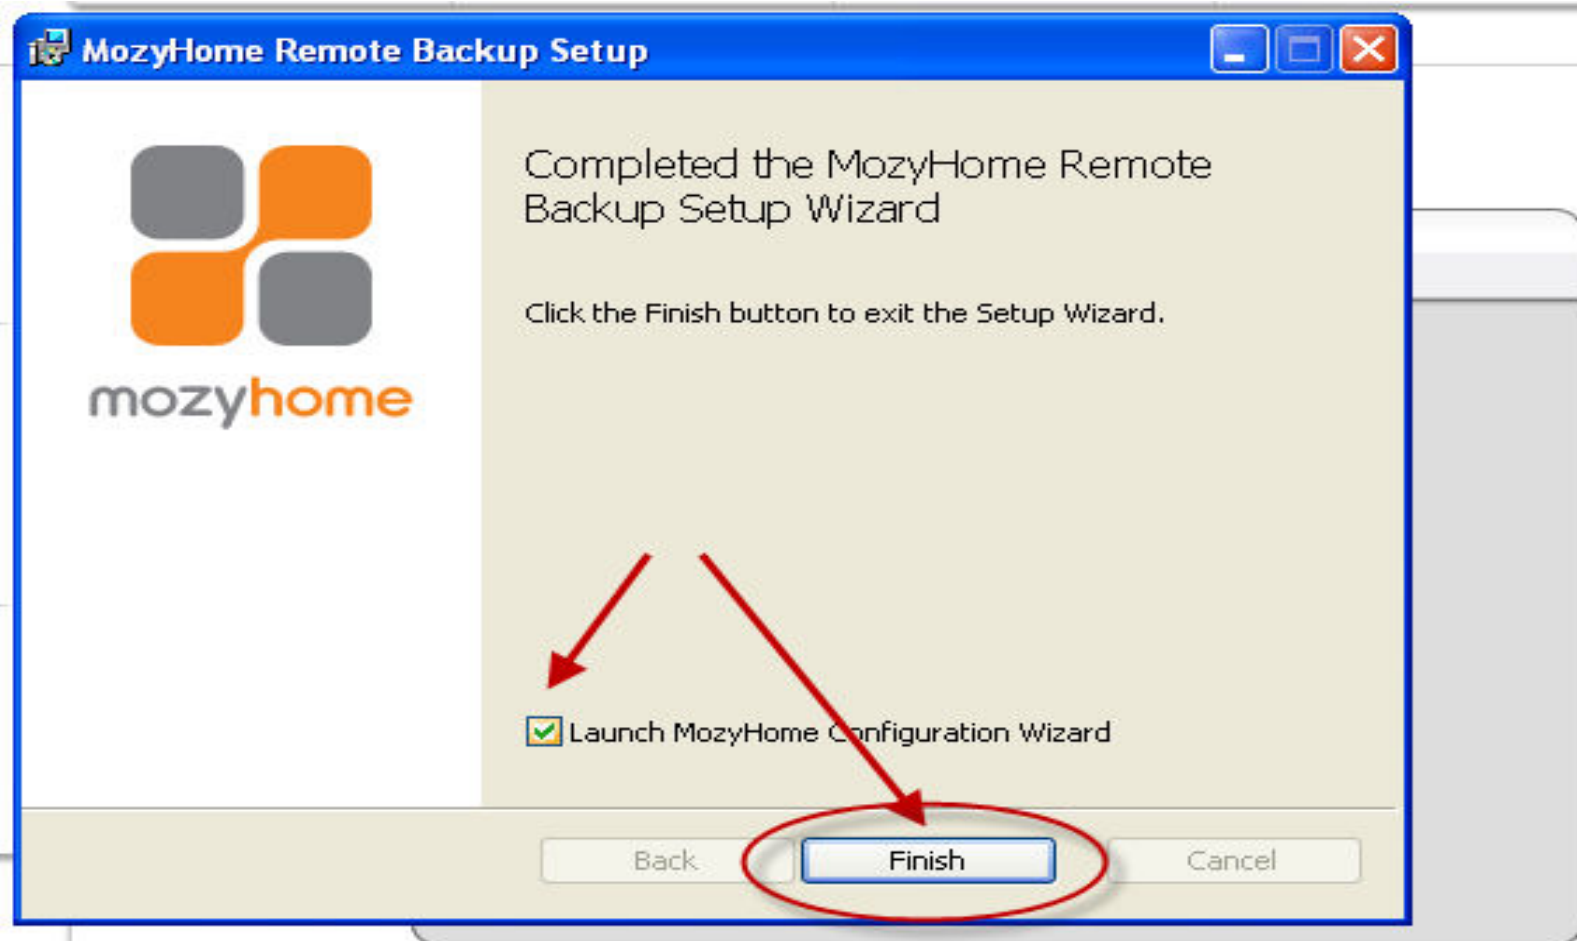 MozyHome Remote Backup Setup
Completed the MozyHome Remote
Backup Setup Wizard
Click the Finish button to exit the Setup Wizard.
mozyhome
Launch MozyHome Configuration Wizard
Back
Finish
Cancel